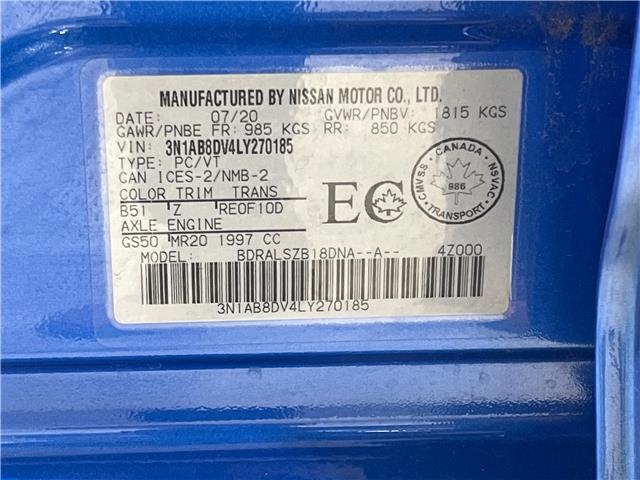 MANUFACTURED BY NISSAN MOTOR CO., LTD.
DATE: 07/20 GVWR/PNBV: 1815 KGS
GAWR/PNBE FR: 985 KGS RR: 850 KGS
VIN: 3N1AB8DV4LY270185
TYPE: PC/VT
CAN ICES-2/NMB-2
COLOR TRIM TRANS
B51 Z RE0F10D
AXLE ENGINE
GS50 MR20 1997 CC
MODEL: BDRALSZB18DNA--A-- 4Z000
3N1AB8DV4LY270185
EC
CANADA
CMVSS 986 NSVAC
TRANSPORT